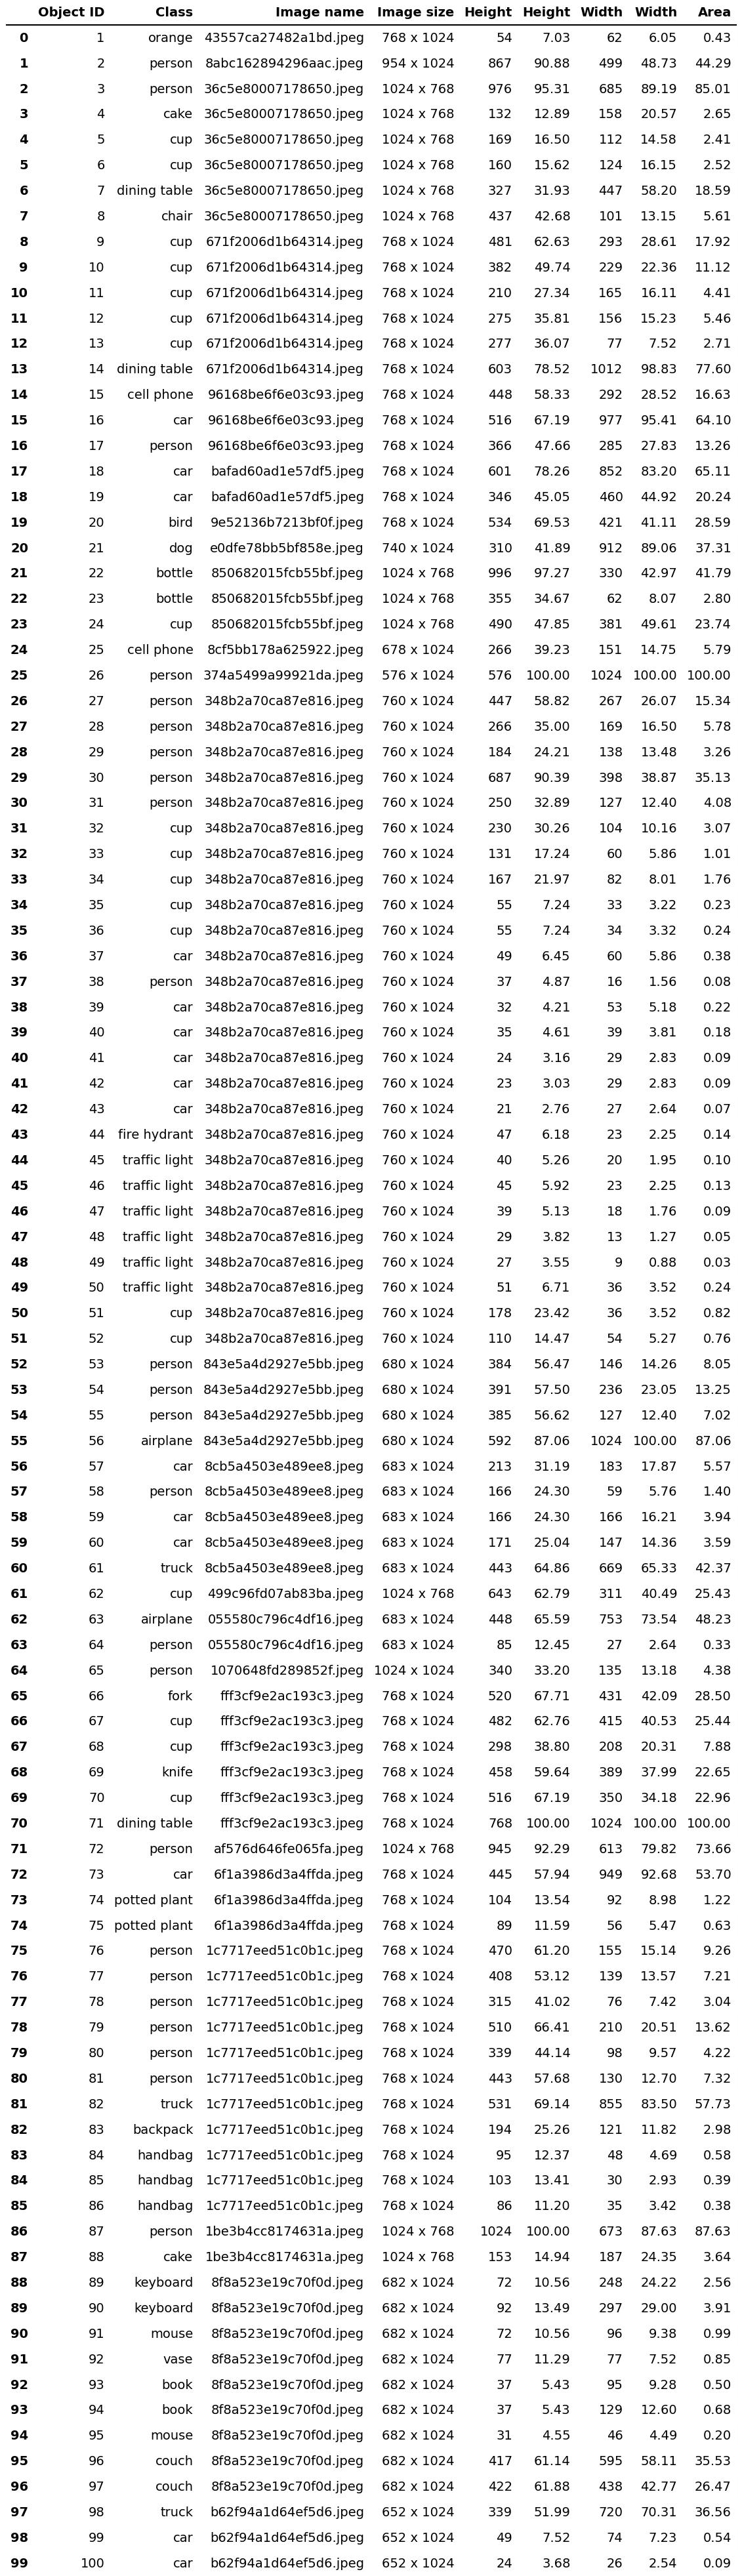 Object ID Class Image name Image size Height Height Width Width Area
0 1 orange 43557ca27482a1bd.jpeg 768 x 1024 54 7.03 62 6.05 0.43
1 2 person 8abc162894296aac.jpeg 954 x 1024 867 90.88 499 48.73 44.29
2 3 person 36c5e80007178650.jpeg 1024 x 768 976 95.31 685 89.19 85.01
3 4 cake 36c5e80007178650.jpeg 1024 x 768 132 12.89 158 20.57 2.65
4 5 cup 36c5e80007178650.jpeg 1024 x 768 169 16.50 112 14.58 2.41
5 6 cup 36c5e80007178650.jpeg 1024 x 768 160 15.62 124 16.15 2.52
6 7 dining table 36c5e80007178650.jpeg 1024 x 768 327 31.93 447 58.20 18.59
7 8 chair 36c5e80007178650.jpeg 1024 x 768 437 42.68 101 13.15 5.61
8 9 cup 671f2006d1b64314.jpeg 768 x 1024 481 62.63 293 28.61 17.92
9 10 cup 671f2006d1b64314.jpeg 768 x 1024 382 49.74 229 22.36 11.12
10 11 cup 671f2006d1b64314.jpeg 768 x 1024 210 27.34 165 16.11 4.41
11 12 cup 671f2006d1b64314.jpeg 768 x 1024 275 35.81 156 15.23 5.46
12 13 cup 671f2006d1b64314.jpeg 768 x 1024 277 36.07 77 7.52 2.71
13 14 dining table 671f2006d1b64314.jpeg 768 x 1024 603 78.52 1012 98.83 77.60
14 15 cell phone 96168be6f6e03c93.jpeg 768 x 1024 448 58.33 292 28.52 16.63
15 16 car 96168be6f6e03c93.jpeg 768 x 1024 516 67.19 977 95.41 64.10
16 17 person 96168be6f6e03c93.jpeg 768 x 1024 366 47.66 285 27.83 13.26
17 18 car bafad60ad1e57df5.jpeg 768 x 1024 601 78.26 852 83.20 65.11
18 19 car bafad60ad1e57df5.jpeg 768 x 1024 346 45.05 460 44.92 20.24
19 20 bird 9e52136b7213bf0f.jpeg 768 x 1024 534 69.53 421 41.11 28.59
20 21 dog e0dfe78bb5bf858e.jpeg 740 x 1024 310 41.89 912 89.06 37.31
21 22 bottle 850682015fcb55bf.jpeg 1024 x 768 996 97.27 330 42.97 41.79
22 23 bottle 850682015fcb55bf.jpeg 1024 x 768 355 34.67 62 8.07 2.80
23 24 cup 850682015fcb55bf.jpeg 1024 x 768 490 47.85 381 49.61 23.74
24 25 cell phone 8cf5bb178a625922.jpeg 678 x 1024 266 39.23 151 14.75 5.79
25 26 person 374a5499a99921da.jpeg 576 x 1024 576 100.00 1024 100.00 100.00
26 27 person 348b2a70ca87e816.jpeg 760 x 1024 447 58.82 267 26.07 15.34
27 28 person 348b2a70ca87e816.jpeg 760 x 1024 266 35.00 169 16.50 5.78
28 29 person 348b2a70ca87e816.jpeg 760 x 1024 184 24.21 138 13.48 3.26
29 30 person 348b2a70ca87e816.jpeg 760 x 1024 687 90.39 398 38.87 35.13
30 31 person 348b2a70ca87e816.jpeg 760 x 1024 250 32.89 127 12.40 4.08
31 32 cup 348b2a70ca87e816.jpeg 760 x 1024 230 30.26 104 10.16 3.07
32 33 cup 348b2a70ca87e816.jpeg 760 x 1024 131 17.24 60 5.86 1.01
33 34 cup 348b2a70ca87e816.jpeg 760 x 1024 167 21.97 82 8.01 1.76
34 35 cup 348b2a70ca87e816.jpeg 760 x 1024 55 7.24 33 3.22 0.23
35 36 cup 348b2a70ca87e816.jpeg 760 x 1024 55 7.24 34 3.32 0.24
36 37 car 348b2a70ca87e816.jpeg 760 x 1024 49 6.45 60 5.86 0.38
37 38 person 348b2a70ca87e816.jpeg 760 x 1024 37 4.87 16 1.56 0.08
38 39 car 348b2a70ca87e816.jpeg 760 x 1024 32 4.21 53 5.18 0.22
39 40 car 348b2a70ca87e816.jpeg 760 x 1024 35 4.61 39 3.81 0.18
40 41 car 348b2a70ca87e816.jpeg 760 x 1024 24 3.16 29 2.83 0.09
41 42 car 348b2a70ca87e816.jpeg 760 x 1024 23 3.03 29 2.83 0.09
42 43 car 348b2a70ca87e816.jpeg 760 x 1024 21 2.76 27 2.64 0.07
43 44 fire hydrant 348b2a70ca87e816.jpeg 760 x 1024 47 6.18 23 2.25 0.14
44 45 traffic light 348b2a70ca87e816.jpeg 760 x 1024 40 5.26 20 1.95 0.10
45 46 traffic light 348b2a70ca87e816.jpeg 760 x 1024 45 5.92 23 2.25 0.13
46 47 traffic light 348b2a70ca87e816.jpeg 760 x 1024 39 5.13 18 1.76 0.09
47 48 traffic light 348b2a70ca87e816.jpeg 760 x 1024 29 3.82 13 1.27 0.05
48 49 traffic light 348b2a70ca87e816.jpeg 760 x 1024 27 3.55 9 0.88 0.03
49 50 traffic light 348b2a70ca87e816.jpeg 760 x 1024 51 6.71 36 3.52 0.24
50 51 cup 348b2a70ca87e816.jpeg 760 x 1024 178 23.42 36 3.52 0.82
51 52 cup 348b2a70ca87e816.jpeg 760 x 1024 110 14.47 54 5.27 0.76
52 53 person 843e5a4d2927e5bb.jpeg 680 x 1024 384 56.47 146 14.26 8.05
53 54 person 843e5a4d2927e5bb.jpeg 680 x 1024 391 57.50 236 23.05 13.25
54 55 person 843e5a4d2927e5bb.jpeg 680 x 1024 385 56.62 127 12.40 7.02
55 56 airplane 843e5a4d2927e5bb.jpeg 680 x 1024 592 87.06 1024 100.00 87.06
56 57 car 8cb5a4503e489ee8.jpeg 683 x 1024 213 31.19 183 17.87 5.57
57 58 person 8cb5a4503e489ee8.jpeg 683 x 1024 166 24.30 59 5.76 1.40
58 59 car 8cb5a4503e489ee8.jpeg 683 x 1024 166 24.30 166 16.21 3.94
59 60 car 8cb5a4503e489ee8.jpeg 683 x 1024 171 25.04 147 14.36 3.59
60 61 truck 8cb5a4503e489ee8.jpeg 683 x 1024 443 64.86 669 65.33 42.37
61 62 cup 499c96fd07ab83ba.jpeg 1024 x 768 643 62.79 311 40.49 25.43
62 63 airplane 055580c796c4df16.jpeg 683 x 1024 448 65.59 753 73.54 48.23
63 64 person 055580c796c4df16.jpeg 683 x 1024 85 12.45 27 2.64 0.33
64 65 person 1070648fd289852f.jpeg 1024 x 1024 340 33.20 135 13.18 4.38
65 66 fork fff3cf9e2ac193c3.jpeg 768 x 1024 520 67.71 431 42.09 28.50
66 67 cup fff3cf9e2ac193c3.jpeg 768 x 1024 482 62.76 415 40.53 25.44
67 68 cup fff3cf9e2ac193c3.jpeg 768 x 1024 298 38.80 208 20.31 7.88
68 69 knife fff3cf9e2ac193c3.jpeg 768 x 1024 458 59.64 389 37.99 22.65
69 70 cup fff3cf9e2ac193c3.jpeg 768 x 1024 516 67.19 350 34.18 22.96
70 71 dining table fff3cf9e2ac193c3.jpeg 768 x 1024 768 100.00 1024 100.00 100.00
71 72 person af576d646fe065fa.jpeg 1024 x 768 945 92.29 613 79.82 73.66
72 73 car 6f1a3986d3a4ffda.jpeg 768 x 1024 445 57.94 949 92.68 53.70
73 74 potted plant 6f1a3986d3a4ffda.jpeg 768 x 1024 104 13.54 92 8.98 1.22
74 75 potted plant 6f1a3986d3a4ffda.jpeg 768 x 1024 89 11.59 56 5.47 0.63
75 76 person 1c7717eed51c0b1c.jpeg 768 x 1024 470 61.20 155 15.14 9.26
76 77 person 1c7717eed51c0b1c.jpeg 768 x 1024 408 53.12 139 13.57 7.21
77 78 person 1c7717eed51c0b1c.jpeg 768 x 1024 315 41.02 76 7.42 3.04
78 79 person 1c7717eed51c0b1c.jpeg 768 x 1024 510 66.41 210 20.51 13.62
79 80 person 1c7717eed51c0b1c.jpeg 768 x 1024 339 44.14 98 9.57 4.22
80 81 person 1c7717eed51c0b1c.jpeg 768 x 1024 443 57.68 130 12.70 7.32
81 82 truck 1c7717eed51c0b1c.jpeg 768 x 1024 531 69.14 855 83.50 57.73
82 83 backpack 1c7717eed51c0b1c.jpeg 768 x 1024 194 25.26 121 11.82 2.98
83 84 handbag 1c7717eed51c0b1c.jpeg 768 x 1024 95 12.37 48 4.69 0.58
84 85 handbag 1c7717eed51c0b1c.jpeg 768 x 1024 103 13.41 30 2.93 0.39
85 86 handbag 1c7717eed51c0b1c.jpeg 768 x 1024 86 11.20 35 3.42 0.38
86 87 person 1be3b4cc8174631a.jpeg 1024 x 768 1024 100.00 673 87.63 87.63
87 88 cake 1be3b4cc8174631a.jpeg 1024 x 768 153 14.94 187 24.35 3.64
88 89 keyboard 8f8a523e19c70f0d.jpeg 682 x 1024 72 10.56 248 24.22 2.56
89 90 keyboard 8f8a523e19c70f0d.jpeg 682 x 1024 92 13.49 297 29.00 3.91
90 91 mouse 8f8a523e19c70f0d.jpeg 682 x 1024 72 10.56 96 9.38 0.99
91 92 vase 8f8a523e19c70f0d.jpeg 682 x 1024 77 11.29 77 7.52 0.85
92 93 book 8f8a523e19c70f0d.jpeg 682 x 1024 37 5.43 95 9.28 0.50
93 94 book 8f8a523e19c70f0d.jpeg 682 x 1024 37 5.43 129 12.60 0.68
94 95 mouse 8f8a523e19c70f0d.jpeg 682 x 1024 31 4.55 46 4.49 0.20
95 96 couch 8f8a523e19c70f0d.jpeg 682 x 1024 417 61.14 595 58.11 35.53
96 97 couch 8f8a523e19c70f0d.jpeg 682 x 1024 422 61.88 438 42.77 26.47
97 98 truck b62f94a1d64ef5d6.jpeg 652 x 1024 339 51.99 720 70.31 36.56
98 99 car b62f94a1d64ef5d6.jpeg 652 x 1024 49 7.52 74 7.23 0.54
99 100 car b62f94a1d64ef5d6.jpeg 652 x 1024 24 3.68 26 2.54 0.09